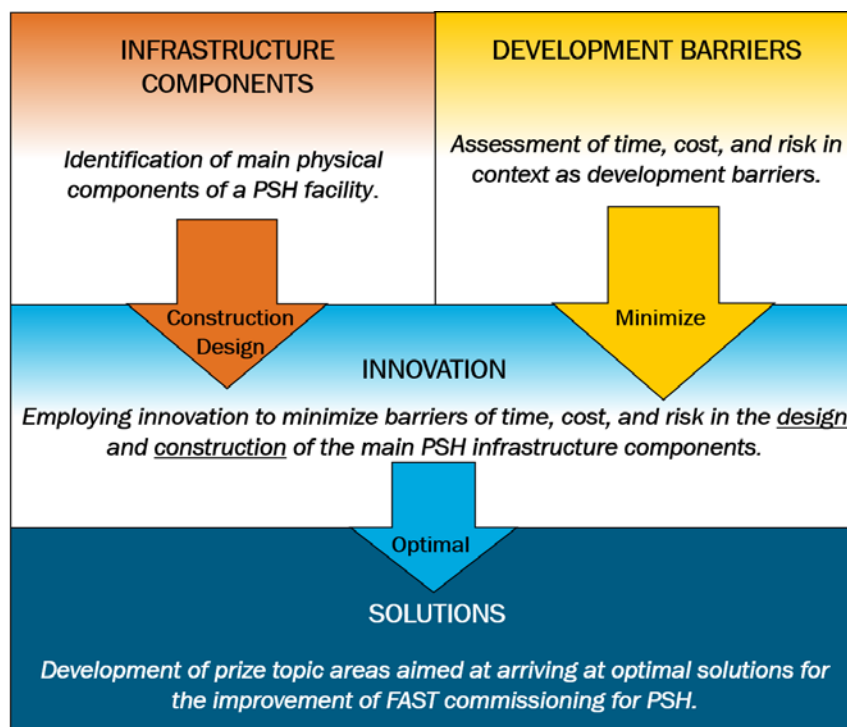 INFRASTRUCTURE
COMPONENTS
Identification of main physical
components of a PSH facility.
Construction
Design
DEVELOPMENT BARRIERS
Assessment of time, cost, and risk in
context as development barriers.
Minimize
INNOVATION
Employing innovation to minimize barriers of time, cost, and risk in the design
and construction of the main PSH infrastructure components.
Optimal
SOLUTIONS
Development of prize topic areas aimed at arriving at optimal solutions for
the improvement of FAST commissioning for PSH.